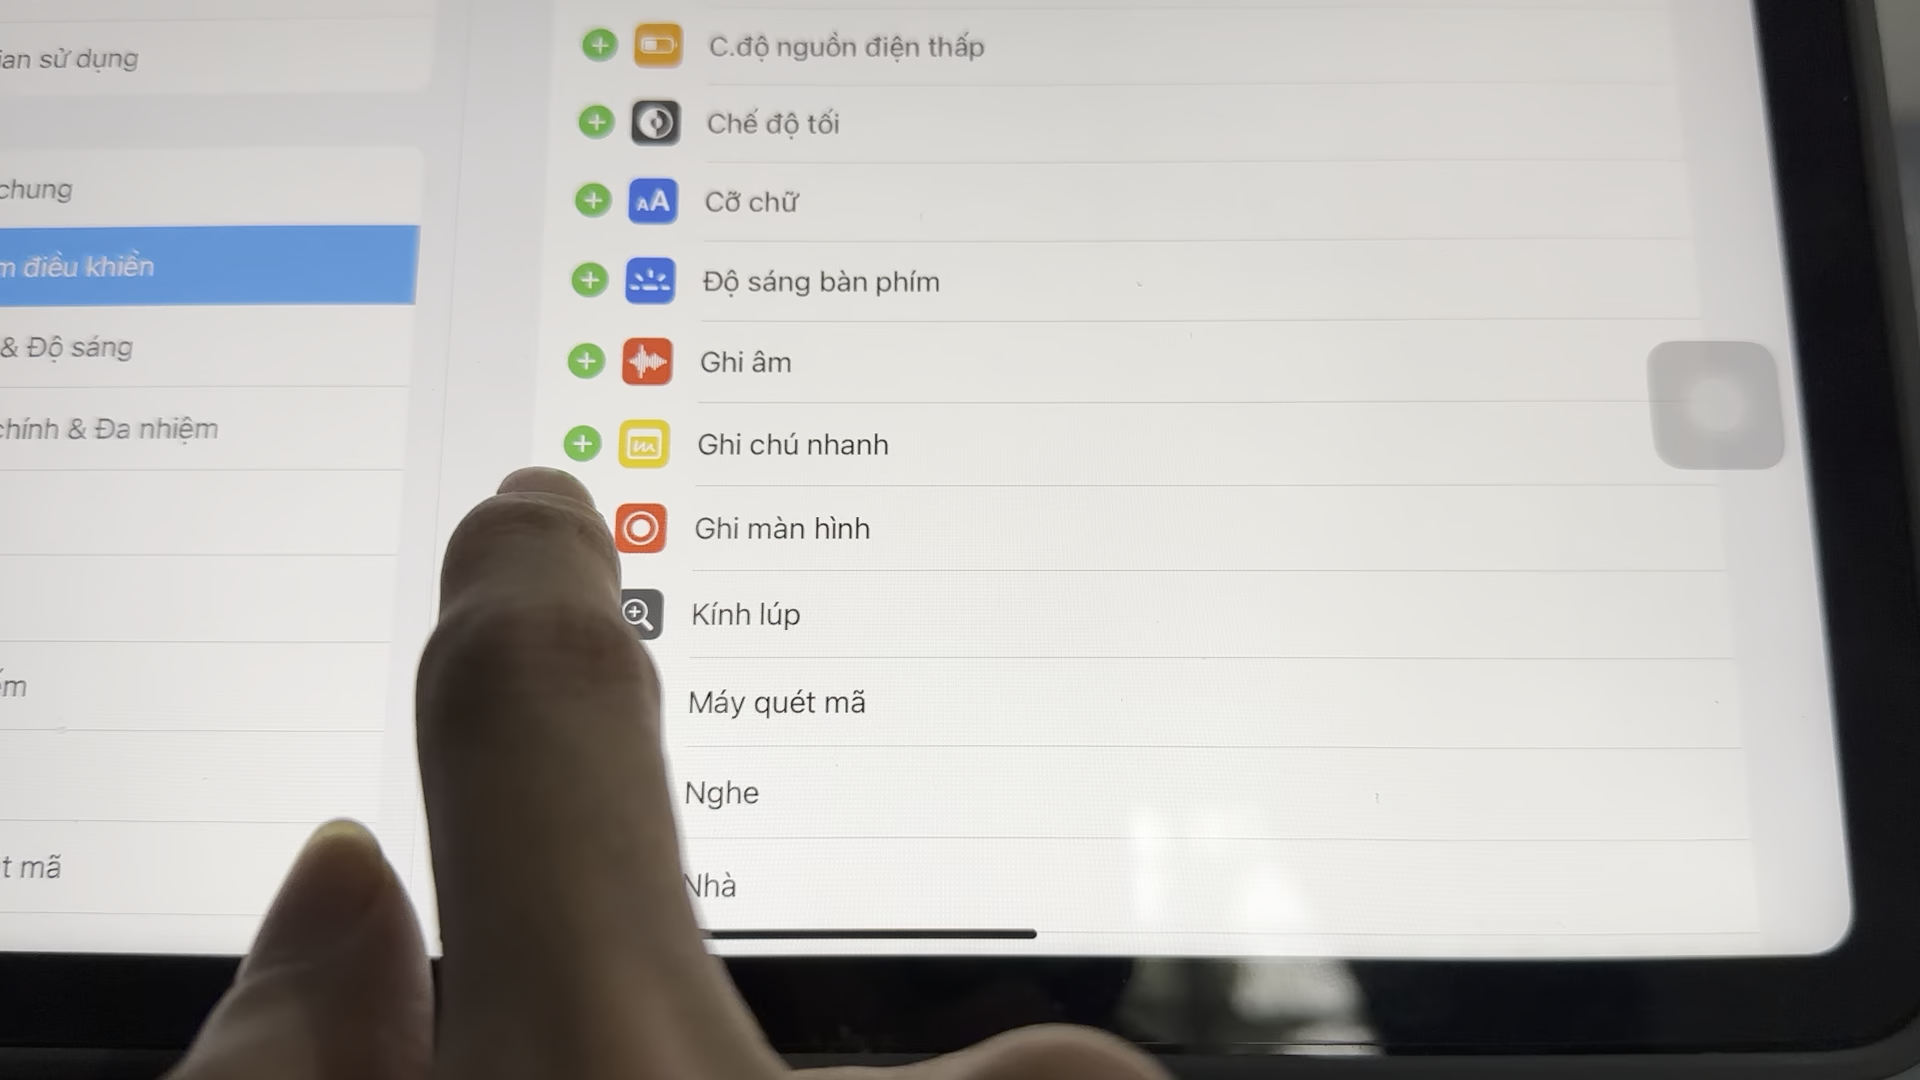 ian sử dụng
chung
m điều khiển
& Độ sáng
chính & Đa nhiệm
ếm
t mã
C.độ nguồn điện thấp
Chế độ tối
AA Cỡ chữ
Độ sáng bàn phím
Ghi âm
Ghi chú nhanh
Ghi màn hình
Kính lúp
Máy quét mã
Nghe
Nhà